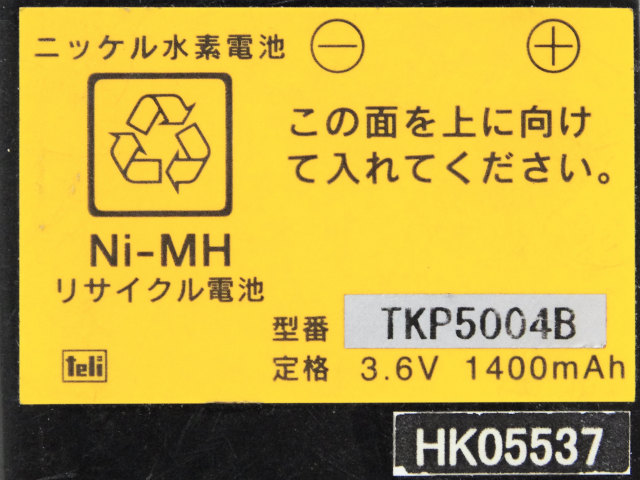 ニッケル水素電池 ⊖ ⊕
この面を上に向け
て入れてください。
Ni-MH
リサイクル電池
型番 TKP5004B
teli
定格 3.6V 1400mAh
HK05537